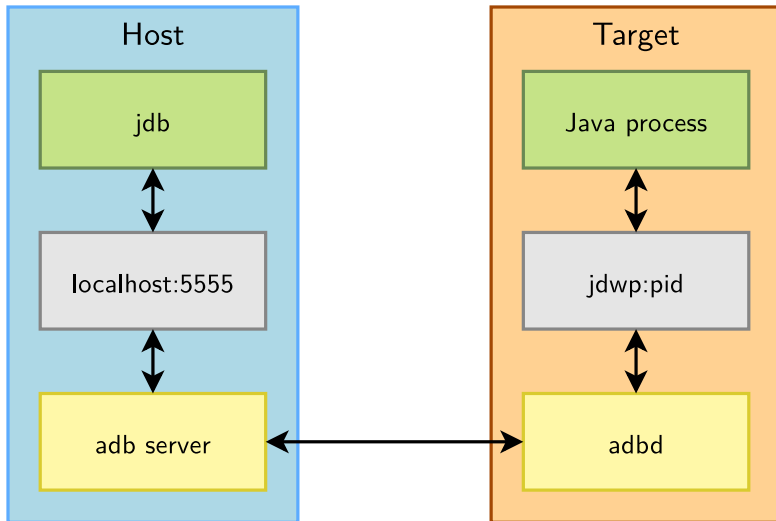 Host
jdb
localhost:5555
adb server
Target
Java process
jdwp:pid
adbd